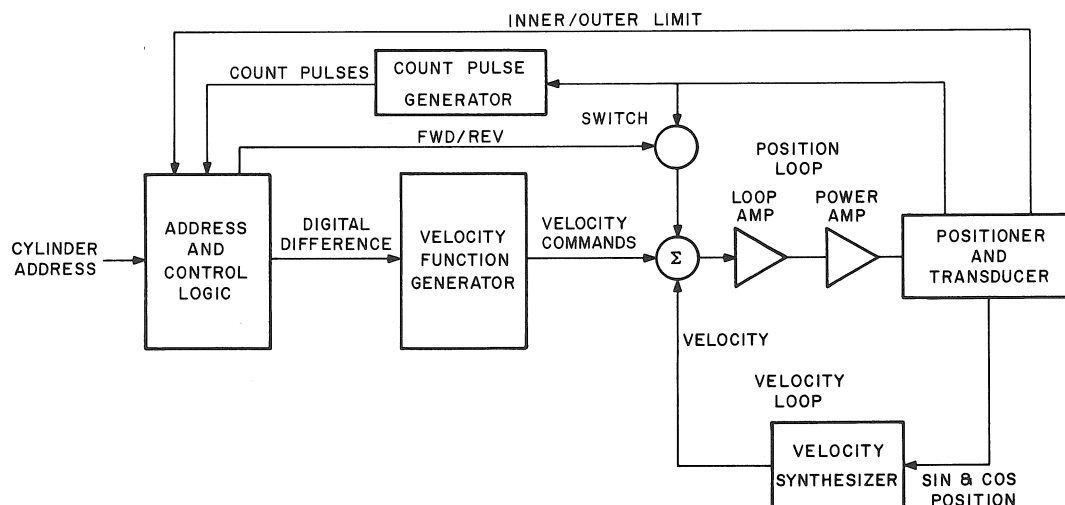 INNER/OUTER LIMIT
COUNT PULSES
COUNT PULSE
GENERATOR
SWITCH
FWD/REV
POSITION
LOOP
LOOP
AMP
POWER
AMP
CYLINDER
ADDRESS
ADDRESS
AND
CONTROL
LOGIC
DIGITAL
DIFFERENCE
VELOCITY
FUNCTION
GENERATOR
VELOCITY
COMMANDS
Σ
POSITIONER
AND
TRANSDUCER
VELOCITY
VELOCITY
LOOP
VELOCITY
SYNTHESIZER
SIN & COS
POSITION